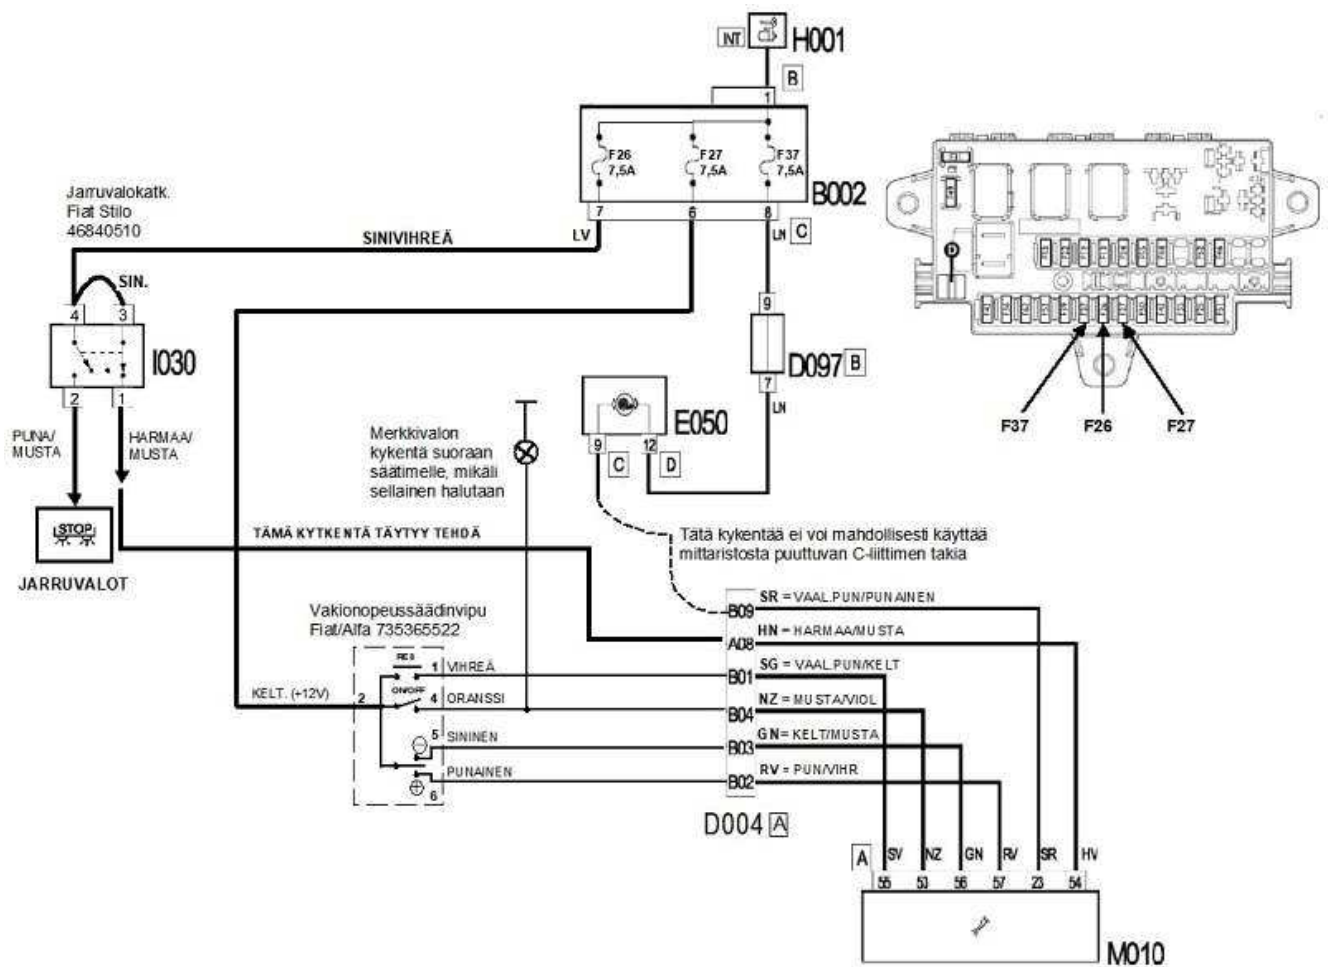 INT
H001
B
1
F26
7,5A
F27
7,5A
F37
7,5A
B002
7
6
8
C
LV
LN
Jarruvalokatk.
Fiat Stilo
46840510
SINIVIHREÄ
SIN.
4
3
I030
2
1
PUNA/
MUSTA
HARMAA/
MUSTA
STOP
JARRUVALOT
9
D097
B
7
LN
E050
9
12
C
D
Merkkivalon
kykentä suoraan
säätimelle, mikäli
sellainen halutaan
F37
F26
F27
TÄMÄ KYTKENTÄ TÄYTYY TEHDÄ
Tätä kykentää ei voi mahdollisesti käyttää
mittaristosta puuttuvan C-liittimen takia
Vakionopeussäädinvipu
Fiat/Alfa 735365522
RES
ON/OFF
KELT. (+12V)
2
1 VIHREÄ
4 ORANSSI
5 SININEN
PUNAINEN
6
B09
SR = VAAL.PUN/PUNAINEN
A08
HN = HARMAA/MUSTA
B01
SG = VAAL.PUN/KELT
B04
NZ = MUSTA/VIOL
B03
GN = KELT/MUSTA
B02
RV = PUN/VIHR
D004 A
A
SV
NZ
GN
RV
SR
HV
55
53
56
57
23
54
M010